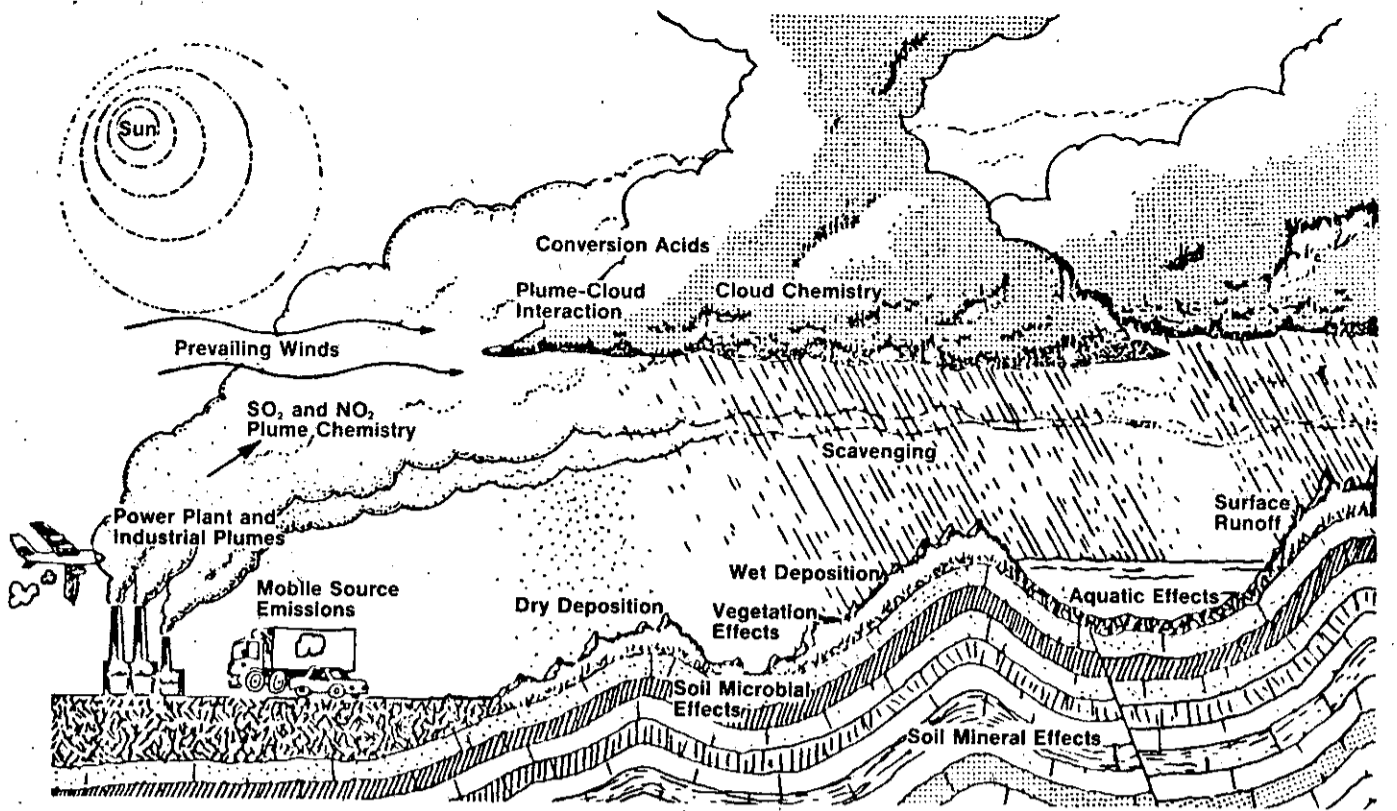 Sun
Conversion Acids
Plume-Cloud
Interaction
Cloud Chemistry
Prevailing Winds
SO₂ and NO₂
Plume Chemistry
Scavenging
Surface
Runoff
Power Plant and
Industrial Plumes
Mobile Source
Emissions
Dry Deposition
Wet Deposition
Vegetation
Effects
Aquatic Effects
Soil Microbial
Effects
Soil Mineral Effects